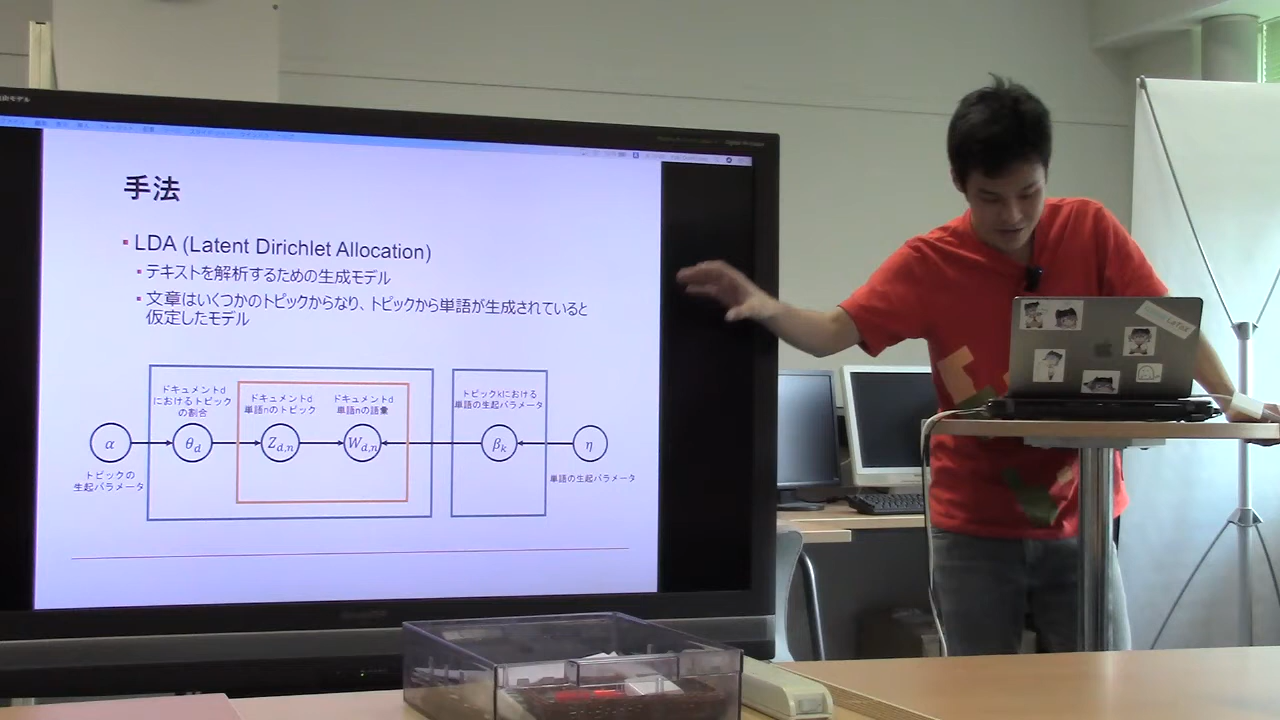 手法
LDA (Latent Dirichlet Allocation)
テキストを解析するための生成モデル
文章はいくつかのトピックからなり、トピックから単語が生成されていると
仮定したモデル
ドキュメントd
におけるトピック
の割合
ドキュメントd
単語nのトピック
ドキュメントd
単語nの語彙
トピックkにおける
単語の生起パラメータ
α
θd
Zd,n
Wd,n
βk
η
トピックの
生起パラメータ
単語の生起パラメータ